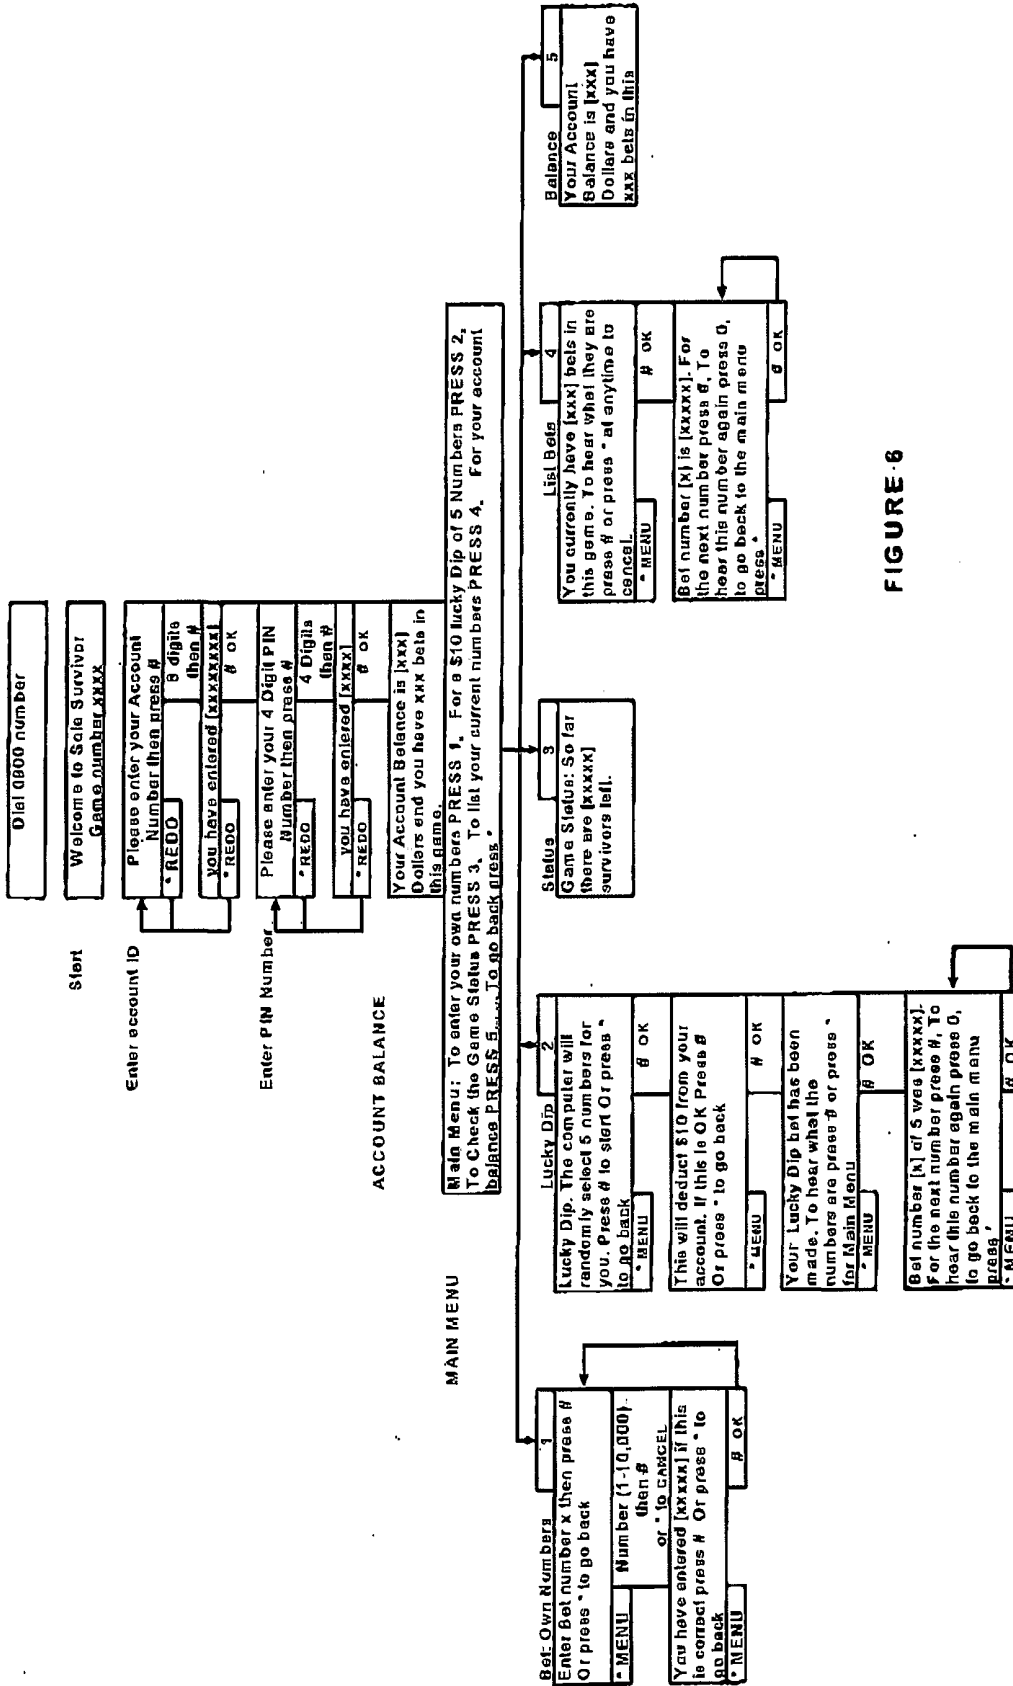 Dial 0800 number
Start
Welcome to Sole Survivor
Game number xxxx
Enter account ID
Please enter your Account
Number then press #
* REDO
8 digits
then #
you have entered [xxxxxxxx]
* REDO
# OK
Enter PIN Number
Please enter your 4 Digit PIN
Number then press #
* REDO
4 Digits
then #
you have entered [xxxx]
* REDO
# OK
ACCOUNT BALANCE
Your Account Balance is [xxx]
Dollars and you have xxx bets in
this game.
MAIN MENU
Main Menu: To enter your own numbers PRESS 1. For a $10 lucky Dip of 5 Numbers PRESS 2.
To Check the Game Status PRESS 3. To list your current numbers PRESS 4. For your account
balance PRESS 5. To go back press *
Bet: Own Numbers
1
Enter Bet number x then press #
Or press * to go back
* MENU
Number (1-10,000).
then #
or * to CANCEL
You have entered [xxxxx] if this
is correct press # Or press * to
go back
* MENU
# OK
Lucky Dip
2
Lucky Dip. The computer will
randomly select 5 numbers for
you. Press # to start Or press *
to go back
* MENU
# OK
This will deduct $10 from your
account. If this is OK Press #
Or press * to go back
* MENU
# OK
Your Lucky Dip bet has been
made. To hear what the
numbers are press # or press *
for Main Menu
* MENU
# OK
Bet number [x] of 5 was [xxxxx].
For the next number press #, To
hear this number again press 0,
to go back to the main menu
press *
* MENU
# OK
Status
3
Game Status: So far
there are [xxxxx]
survivors left.
List Bets
4
You currently have [xxx] bets in
this game. To hear what they are
press # or press * at anytime to
cancel.
* MENU
# OK
Bet number [x] is [xxxxx]. For
the next number press #, To
hear this number again press 0,
to go back to the main menu
press *
* MENU
# OK
Balance
5
Your Account
Balance is [xxx]
Dollars and you have
xxx bets in this
FIGURE 6